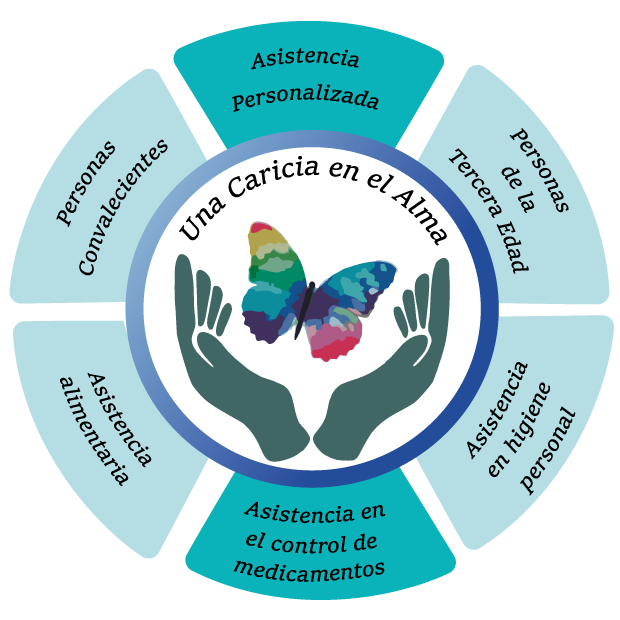 Asistencia
Personalizada
Personas
de la
Tercera Edad
Asistencia
en higiene
personal
Asistencia en
el control de
medicamentos
Asistencia
alimentaria
Personas
Convalecientes
Una Caricia en el Alma